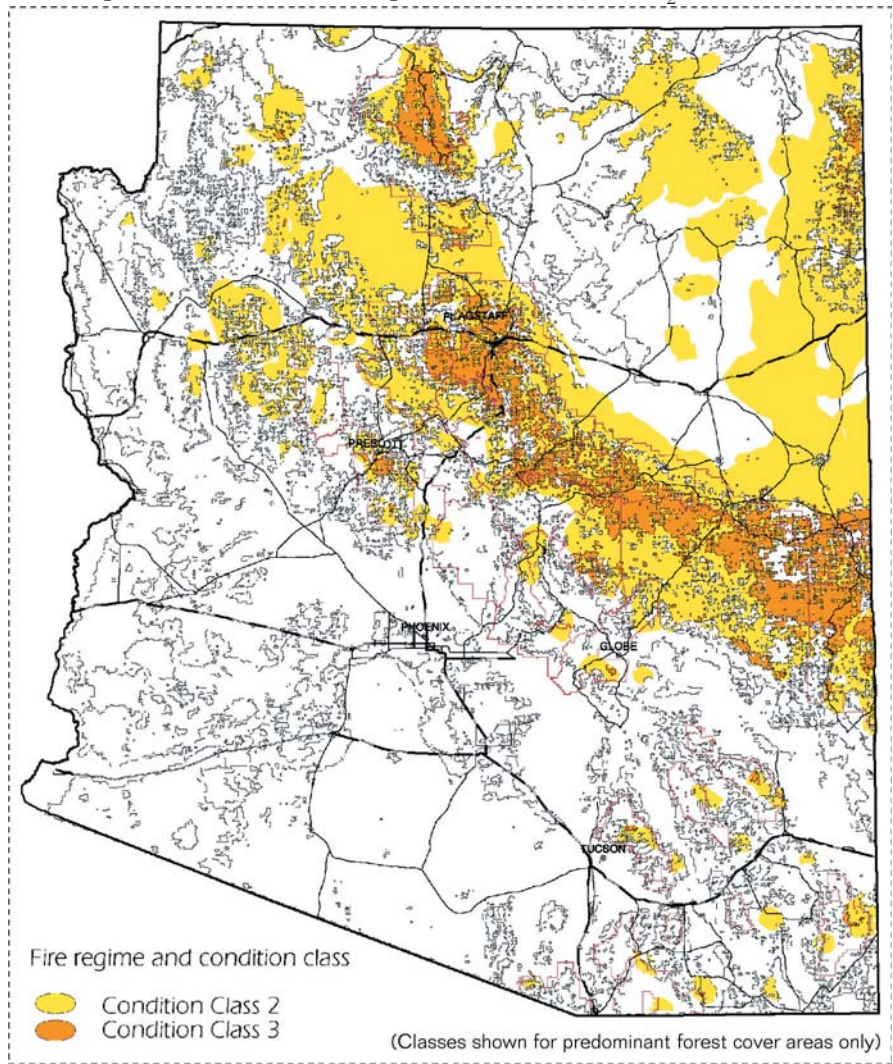 2
FLAGSTAFF
PRESCOTT
PHOENIX
GLOBE
TUCSON
Fire regime and condition class
Condition Class 2
Condition Class 3
(Classes shown for predominant forest cover areas only)